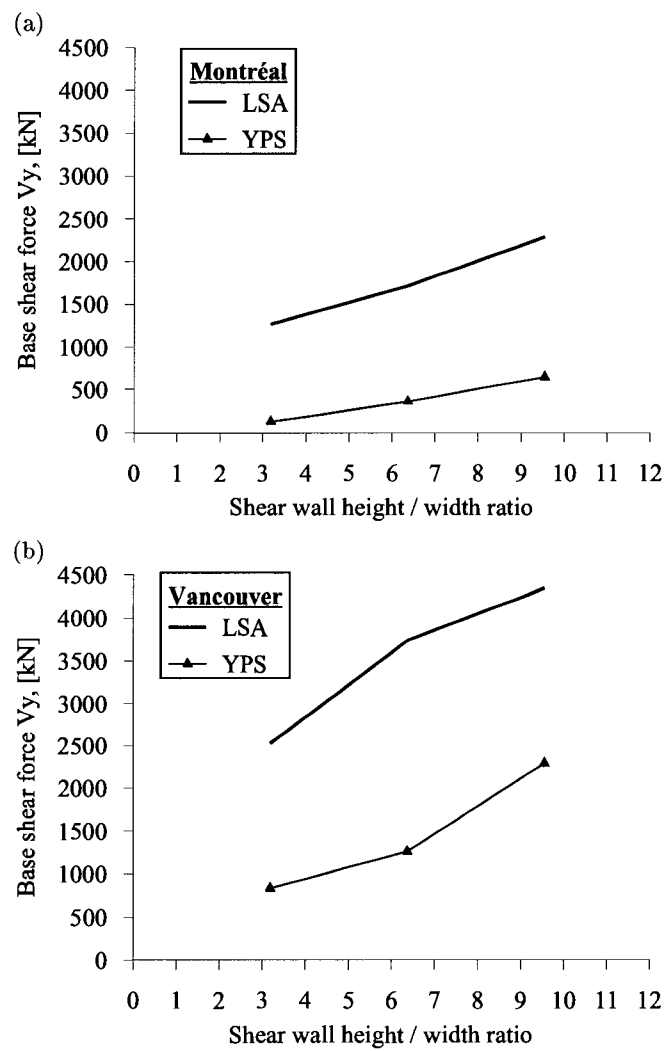 (a)
4500
4000
3500
3000
2500
2000
1500
1000
500
0
Base shear force Vy, [kN]
Montréal
LSA
YPS
0 1 2 3 4 5 6 7 8 9 10 11 12
Shear wall height / width ratio
(b)
4500
4000
3500
3000
2500
2000
1500
1000
500
0
Base shear force Vy, [kN]
Vancouver
LSA
YPS
0 1 2 3 4 5 6 7 8 9 10 11 12
Shear wall height / width ratio